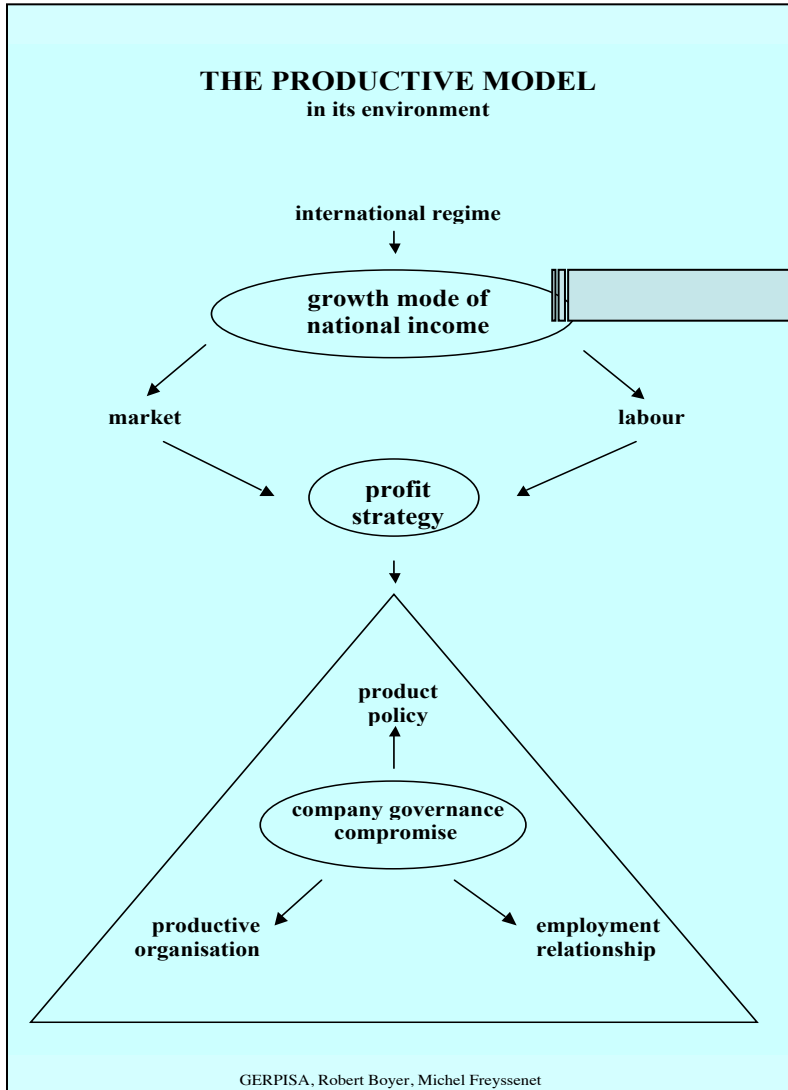 THE PRODUCTIVE MODEL
in its environment
international regime
growth mode of
national income
market
labour
profit
strategy
product
policy
company governance
compromise
productive
organisation
employment
relationship
GERPISA, Robert Boyer, Michel Freyssenet